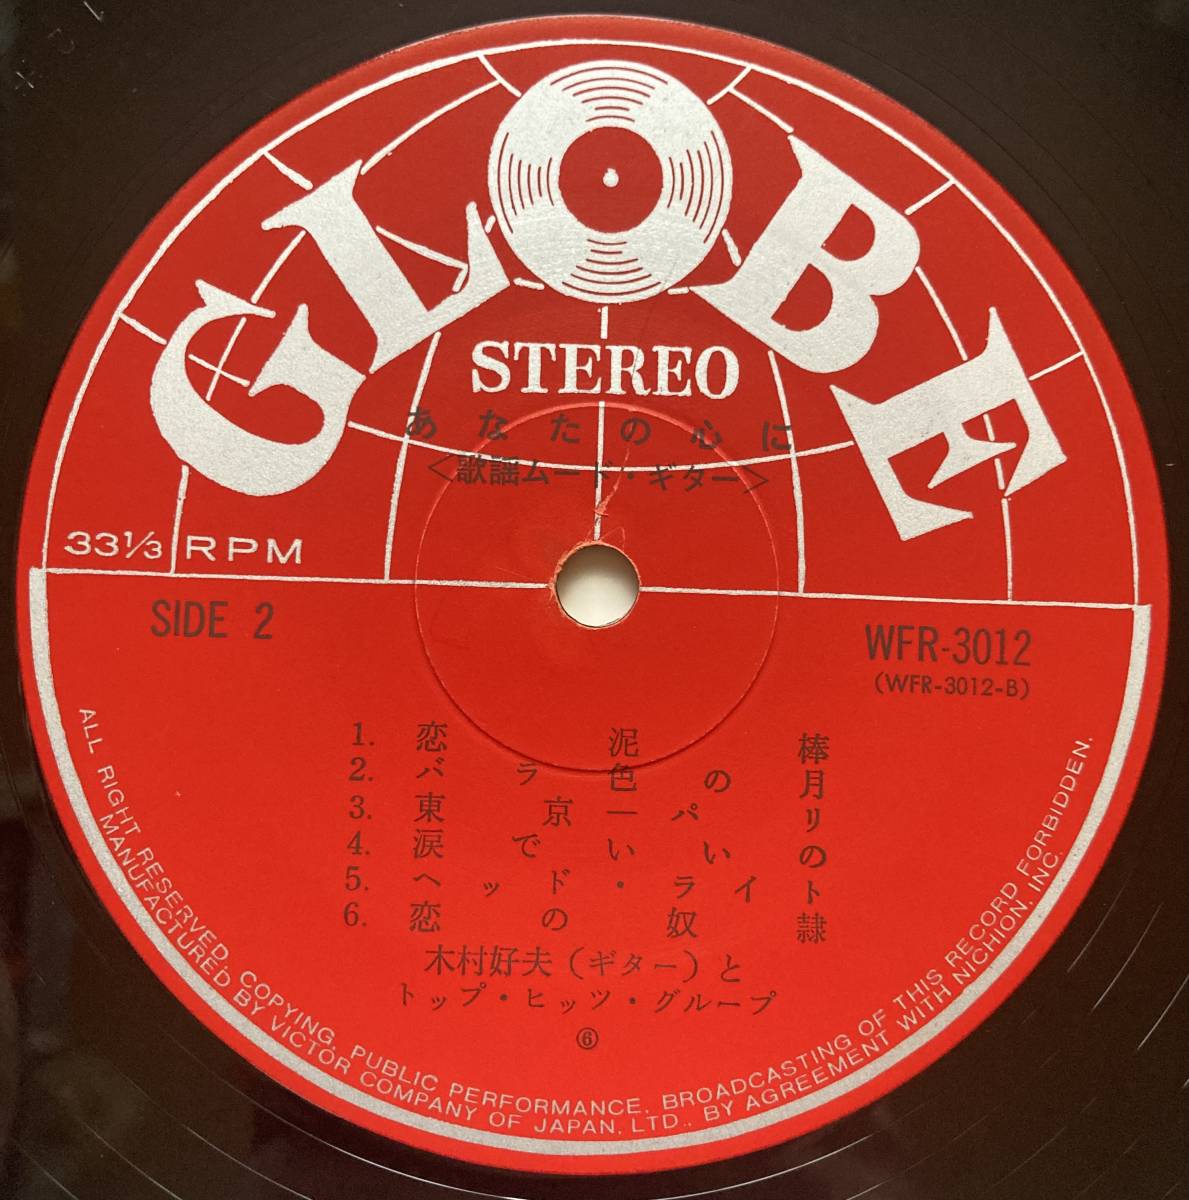 GLOBE
STEREO
あなたの心に
<歌謡ムード・ギター>
33 1/3 RPM
SIDE 2
WFR-3012
(WFR-3012-B)
1. 恋泥棒
2. バラ色の月
3. 東京-パリ
4. 涙でいいの
5. ヘッド・ライト
6. 恋の奴隷
木村好夫(ギター)と
トップ・ヒッツ・グループ
⑥
ALL RIGHT RESERVED, COPYING, PUBLIC PERFORMANCE, BROADCASTING OF THIS RECORD FORBIDDEN.
MANUFACTURED BY VICTOR COMPANY OF JAPAN, LTD., BY AGREEMENT WITH NICHION, INC.